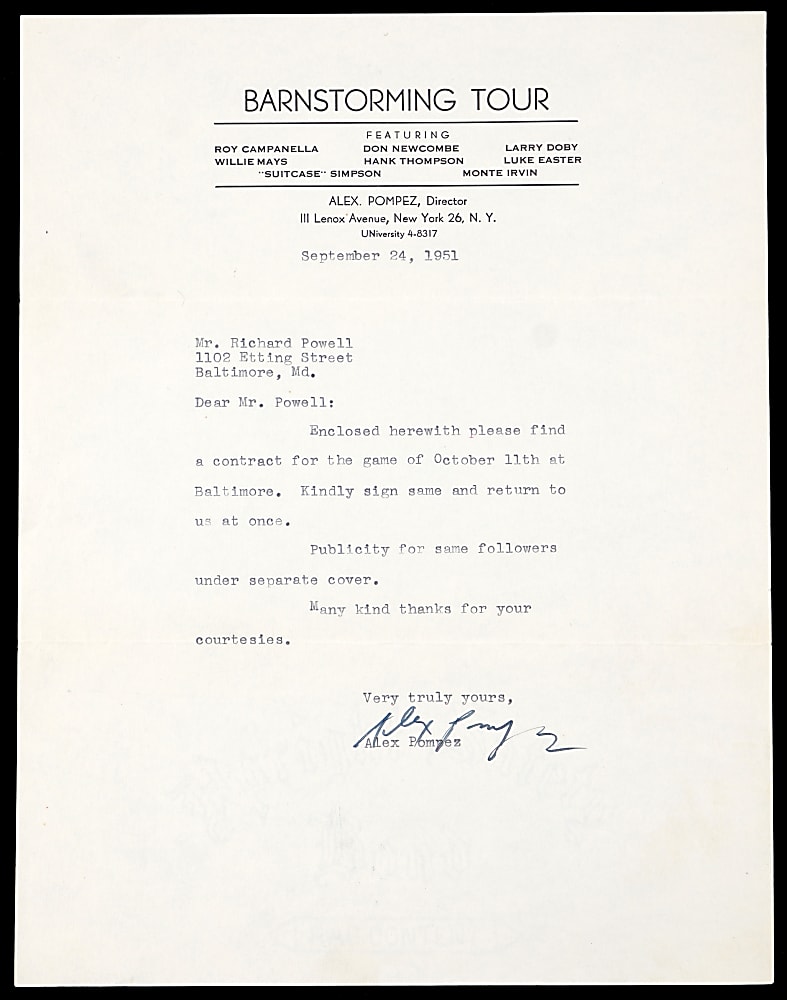 BARNSTORMING TOUR
FEATURING
ROY CAMPANELLA DON NEWCOMBE LARRY DOBY
WILLIE MAYS HANK THOMPSON LUKE EASTER
"SUITCASE" SIMPSON MONTE IRVIN
ALEX. POMPEZ, Director
111 Lenox Avenue, New York 26, N. Y.
UNiversity 4-8317
September 24, 1951
Mr. Richard Powell
1102 Etting Street
Baltimore, Md.
Dear Mr. Powell:
Enclosed herewith please find
a contract for the game of October 11th at
Baltimore. Kindly sign same and return to
us at once.
Publicity for same followers
under separate cover.
Many kind thanks for your
courtesies.
Very truly yours,
Alex Pompez
Alex Pompez